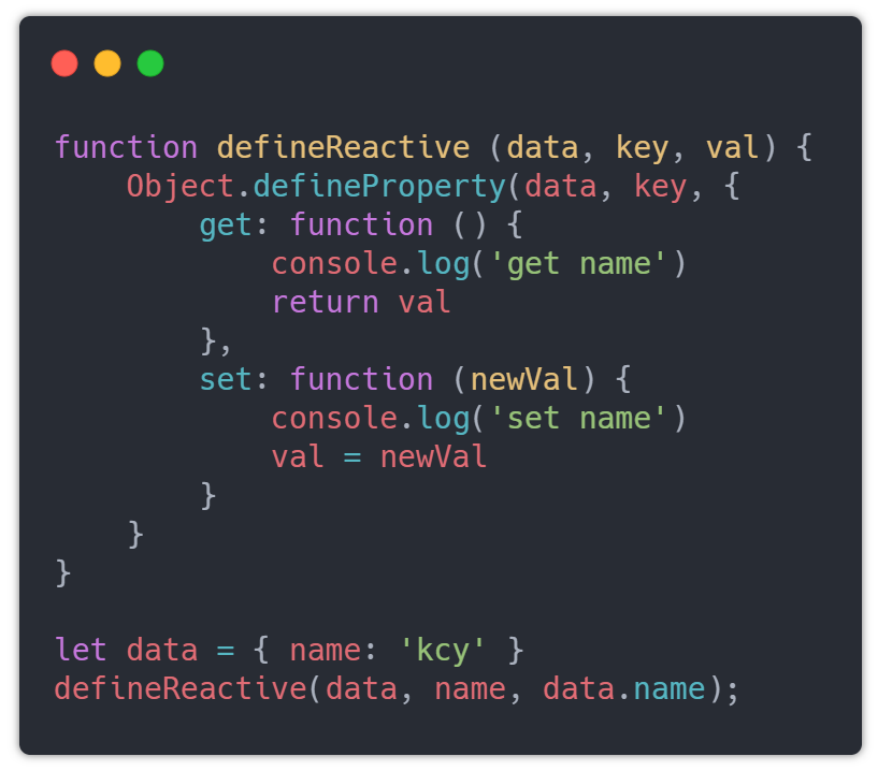 function defineReactive (data, key, val) {
    Object.defineProperty(data, key, {
        get: function () {
            console.log('get name')
            return val
        },
        set: function (newVal) {
            console.log('set name')
            val = newVal
        }
    }
}

let data = { name: 'kcy' }
defineReactive(data, name, data.name);